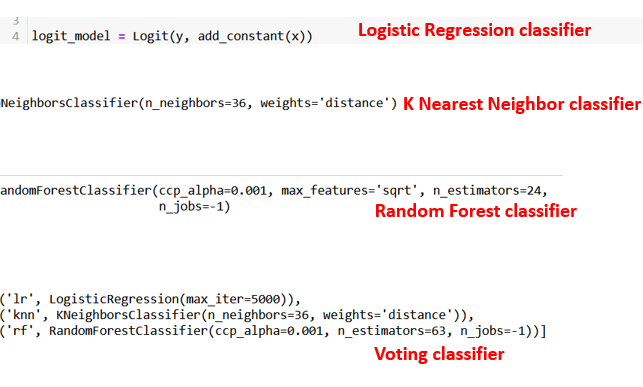 3
4 logit_model = Logit(y, add_constant(x)) Logistic Regression classifier
NeighborsClassifier(n_neighbors=36, weights='distance') K Nearest Neighbor classifier
andomForestClassifier(ccp_alpha=0.001, max_features='sqrt', n_estimators=24,
n_jobs=-1)
Random Forest classifier
('lr', LogisticRegression(max_iter=5000)),
('knn', KNeighborsClassifier(n_neighbors=36, weights='distance')),
('rf', RandomForestClassifier(ccp_alpha=0.001, n_estimators=63, n_jobs=-1))]
Voting classifier